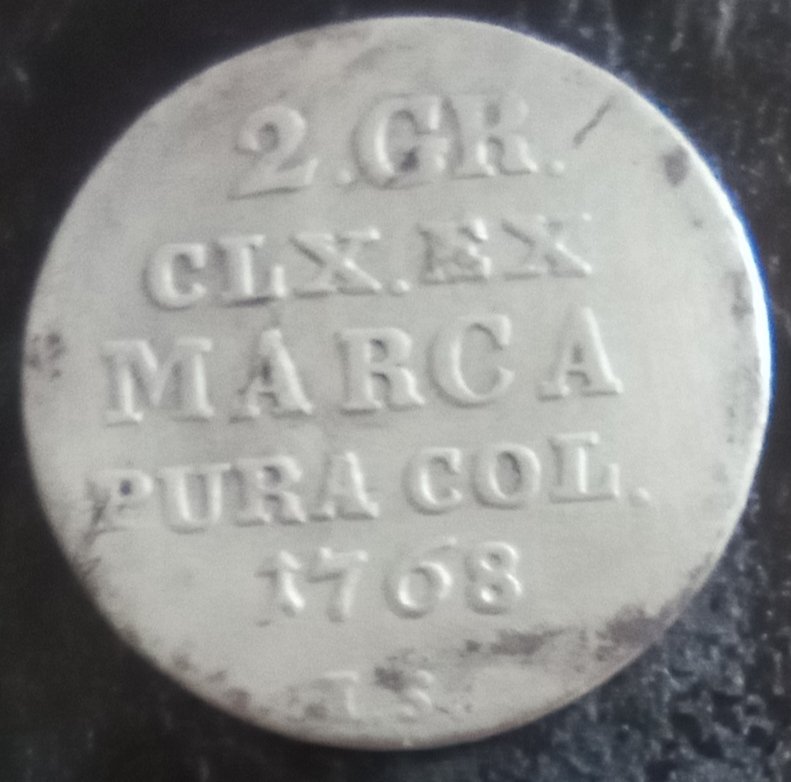 2.GR.
CLX.EX
MARCA
PURA COL.
1768